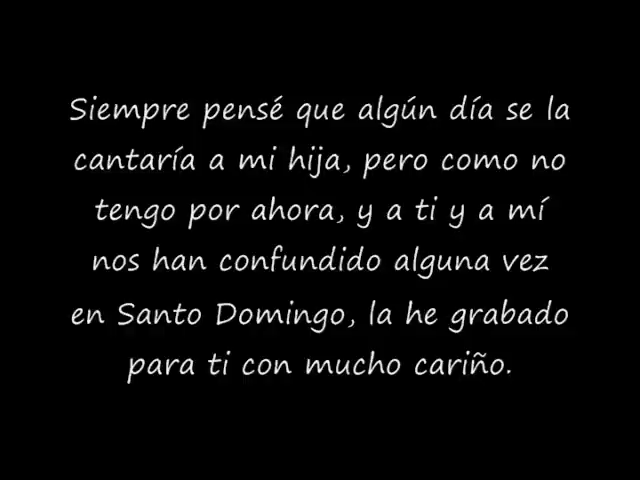 Siempre pensé que algún día se la
cantaría a mi hija, pero como no
tengo por ahora, y a ti y a mí
nos han confundido alguna vez
en Santo Domingo, la he grabado
para ti con mucho cariño.